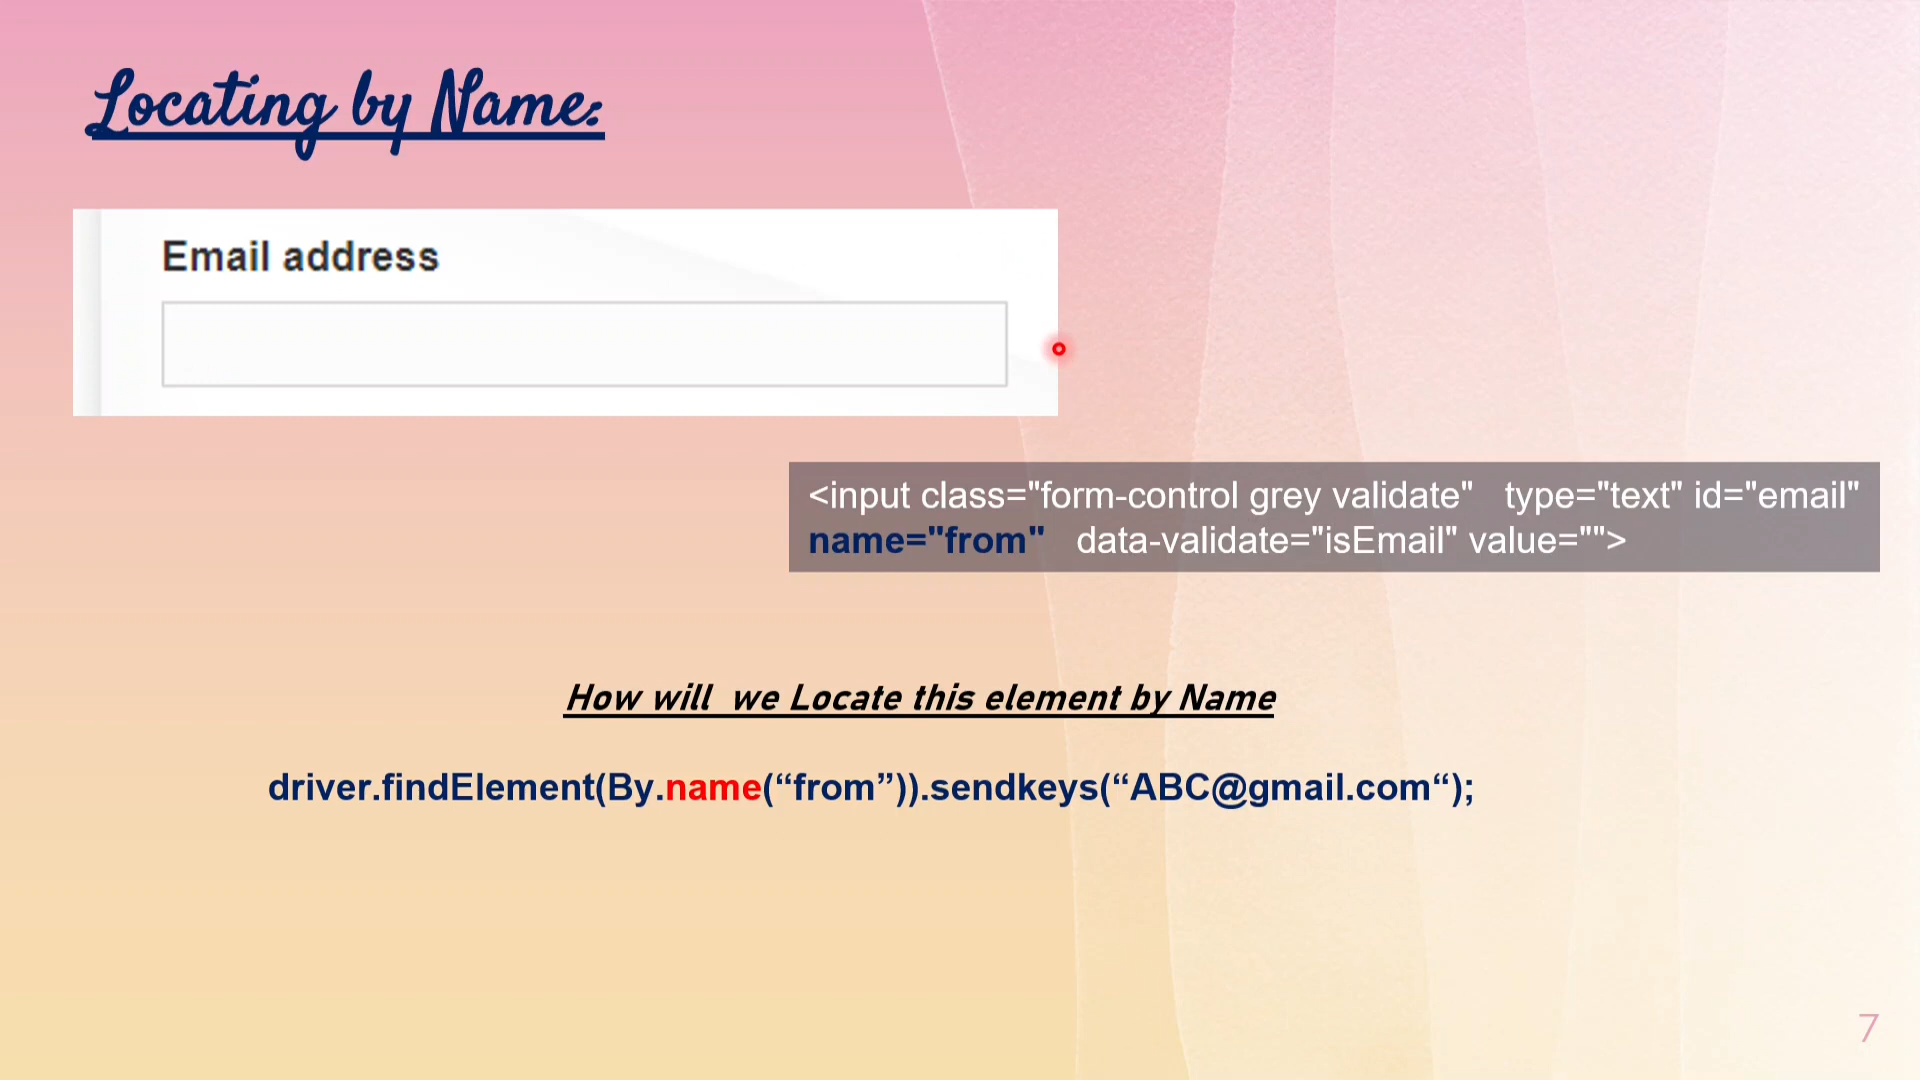 Locating by Name:
Email address
<input class="form-control grey validate" type="text" id="email"
name="from" data-validate="isEmail" value="">
How will we Locate this element by Name
driver.findElement(By.name(“from”)).sendkeys(“ABC@gmail.com“);
7